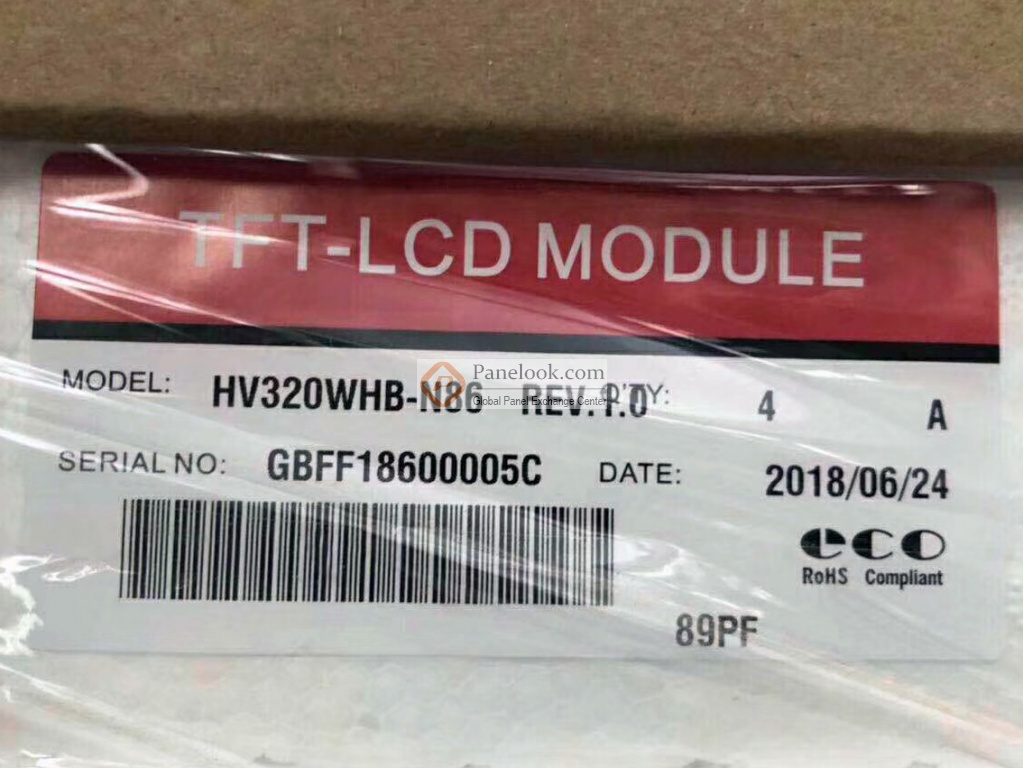 TFT-LCD MODULE
Panelook.com
Global Panel Exchange Center
MODEL: HV320WHB-N86 REV.P.0 Q'TY: 4 A
SERIAL NO: GBFF18600005C DATE: 2018/06/24
eco
RoHS Compliant
89PF